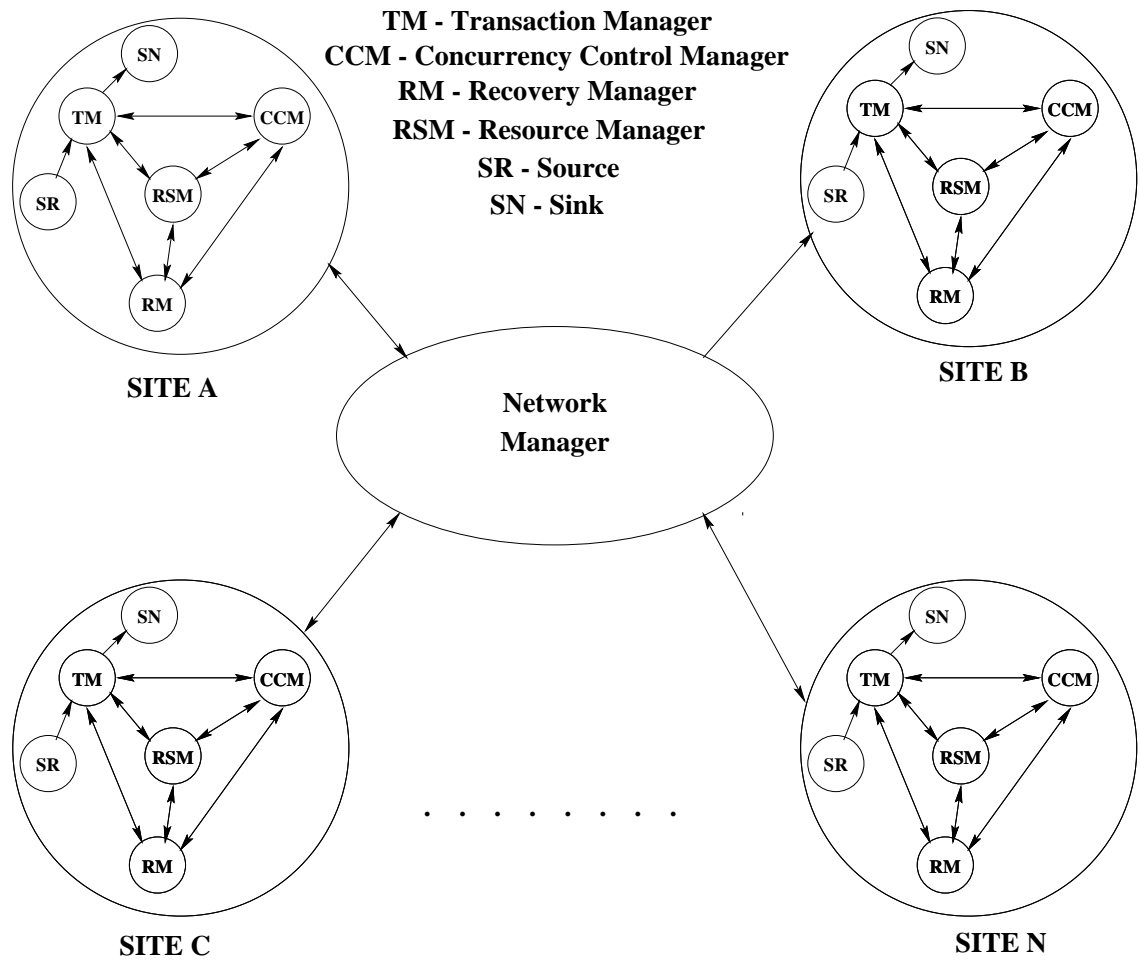 TM - Transaction Manager
CCM - Concurrency Control Manager
RM - Recovery Manager
RSM - Resource Manager
SR - Source
SN - Sink
SN
TM
CCM
RSM
SR
RM
SITE A
SN
TM
CCM
RSM
SR
RM
SITE B
Network
Manager
SN
TM
CCM
RSM
SR
RM
SITE C
. . . . . . . .
SN
TM
CCM
RSM
SR
RM
SITE N